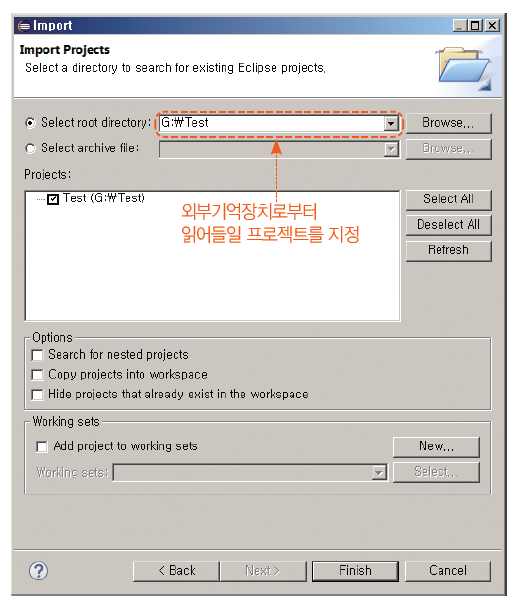 Import
Import Projects
Select a directory to search for existing Eclipse projects.
Select root directory: G:₩Test Browse...
Select archive file: Browse...
Projects:
Test (G:₩Test)
Select All
Deselect All
Refresh
외부기억장치로부터
읽어들일 프로젝트를 지정
Options
Search for nested projects
Copy projects into workspace
Hide projects that already exist in the workspace
Working sets
Add project to working sets New...
Working sets: Select...
? < Back Next > Finish Cancel